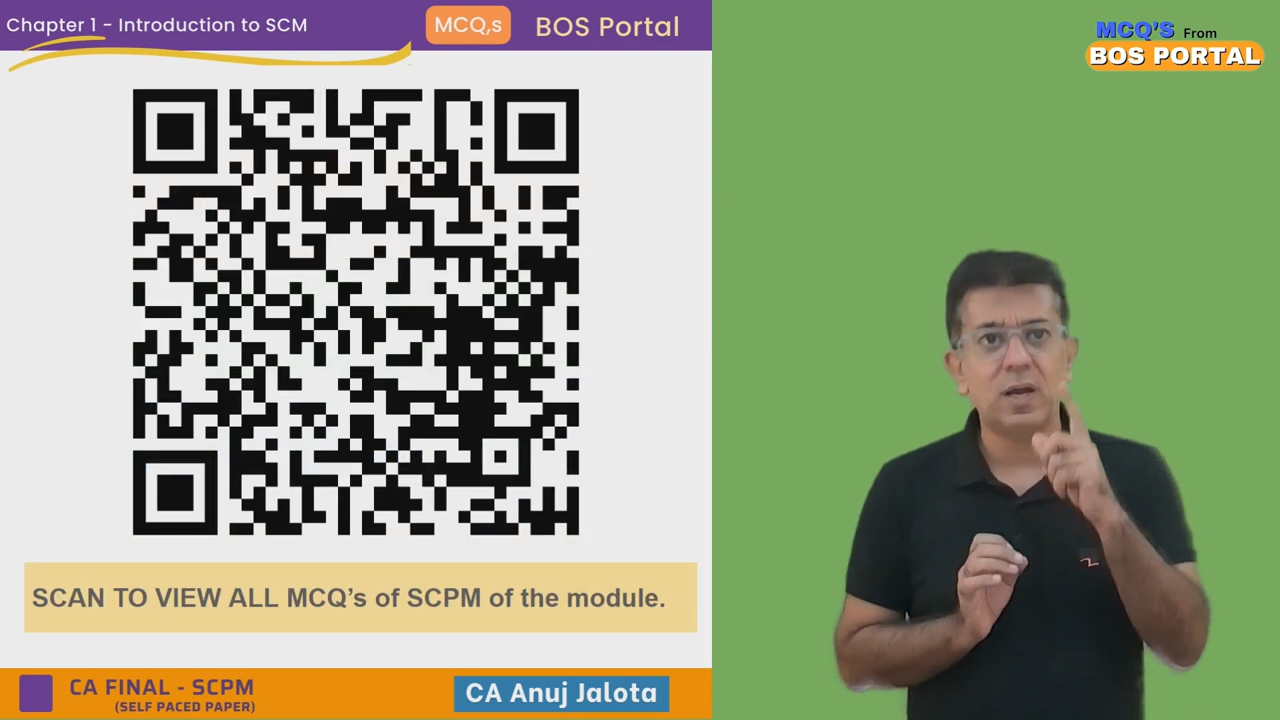 Chapter 1 - Introduction to SCM
MCQ,s
BOS Portal
MCQ'S From
BOS PORTAL
SCAN TO VIEW ALL MCQ's of SCPM of the module.
CA FINAL - SCPM
(SELF PACED PAPER)
CA Anuj Jalota